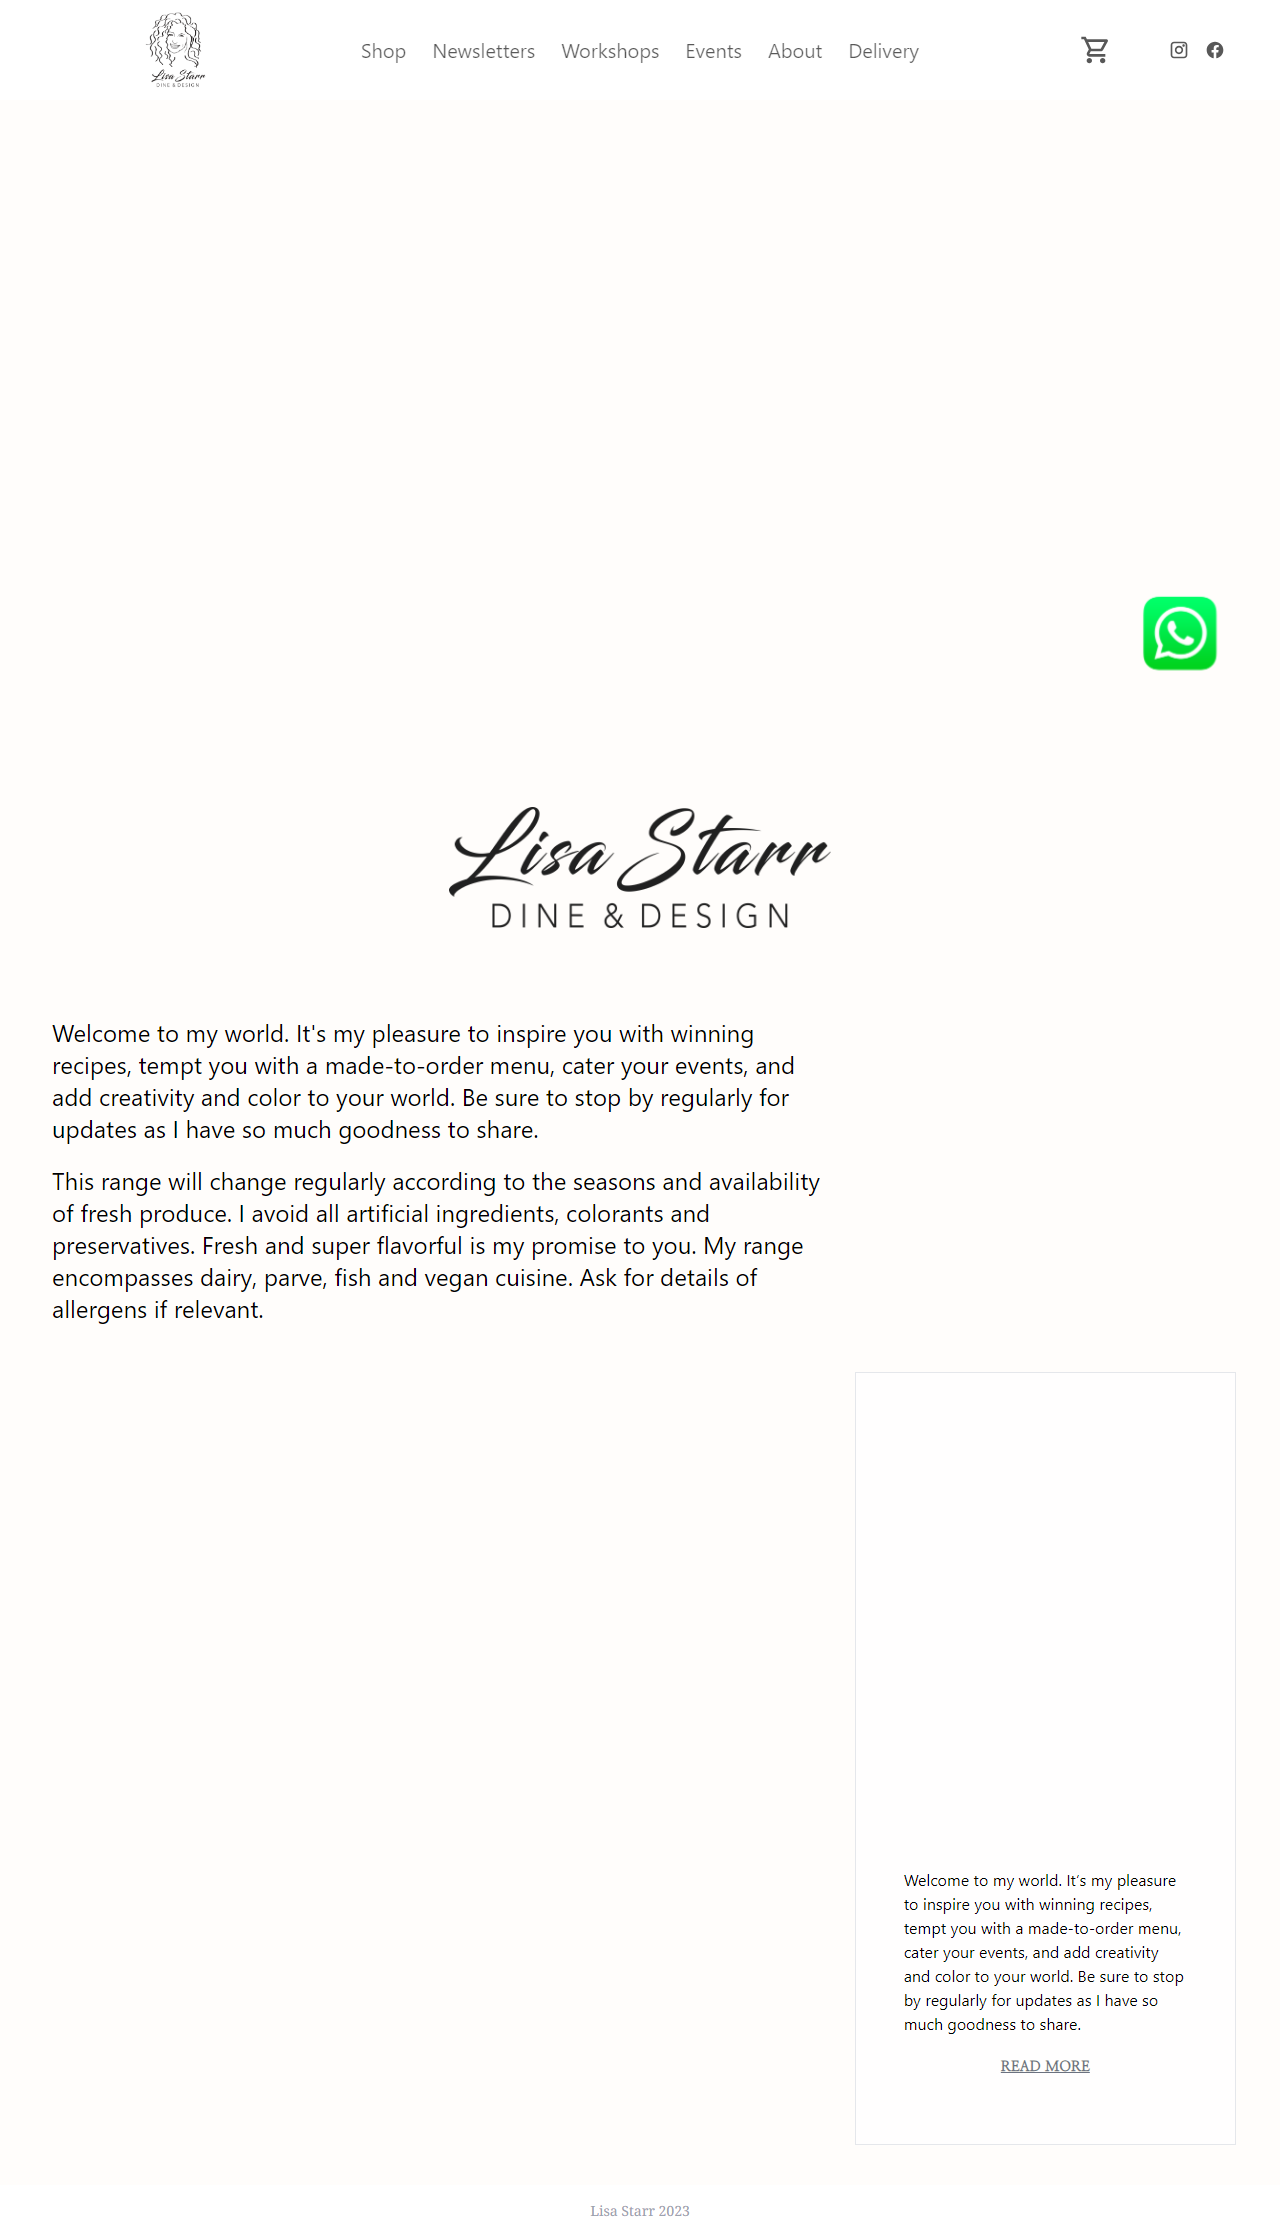 Lisa Starr
DINE & DESIGN
Shop Newsletters Workshops Events About Delivery
Lisa Starr
DINE & DESIGN
Welcome to my world. It's my pleasure to inspire you with winning
recipes, tempt you with a made-to-order menu, cater your events, and
add creativity and color to your world. Be sure to stop by regularly for
updates as I have so much goodness to share.
This range will change regularly according to the seasons and availability
of fresh produce. I avoid all artificial ingredients, colorants and
preservatives. Fresh and super flavorful is my promise to you. My range
encompasses dairy, parve, fish and vegan cuisine. Ask for details of
allergens if relevant.
Welcome to my world. It’s my pleasure
to inspire you with winning recipes,
tempt you with a made-to-order menu,
cater your events, and add creativity
and color to your world. Be sure to stop
by regularly for updates as I have so
much goodness to share.
READ MORE
Lisa Starr 2023